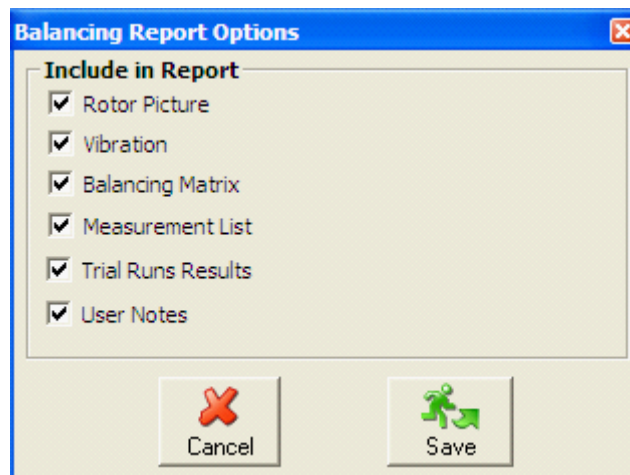 Balancing Report Options
Include in Report
Rotor Picture
Vibration
Balancing Matrix
Measurement List
Trial Runs Results
User Notes
Cancel
Save